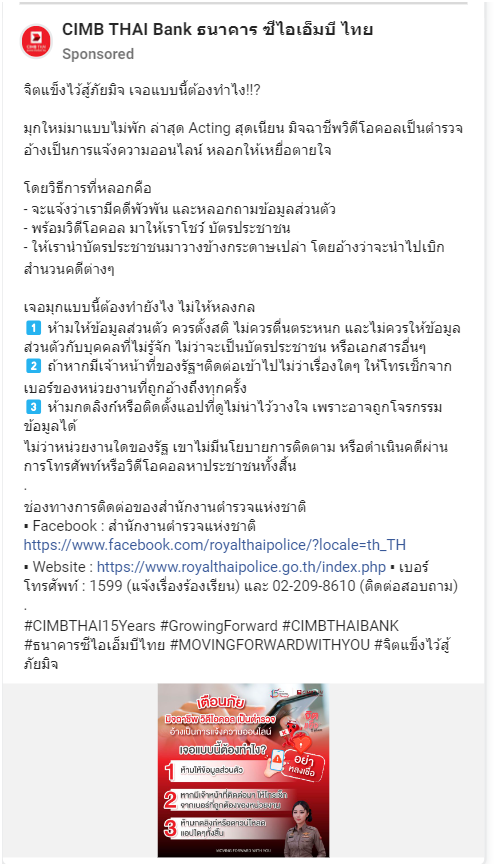 CIMB THAI Bank ธนาคาร ซีไอเอ็มบี ไทย
Sponsored
จิตแข็งไว้สู้ภัยมิจ เจอแบบนี้ต้องทำไง!!?
มุกใหม่มาแบบไม่พัก ล่าสุด Acting สุดเนียน มิจฉาชีพวิดีโอคอลเป็นตำรวจ
อ้างเป็นการแจ้งความออนไลน์ หลอกให้เหยื่อตายใจ
โดยวิธีการที่หลอกคือ
- จะแจ้งว่าเรามีคดีพัวพัน และหลอกถามข้อมูลส่วนตัว
- พร้อมวิดีโอคอล มาให้เราโชว์ บัตรประชาชน
- ให้เรานำบัตรประชาชนมาวางข้างกระดาษเปล่า โดยอ้างว่าจะนำไปเบิก
สำนวนคดีต่างๆ
เจอมุกแบบนี้ต้องทำยังไง ไม่ให้หลงกล
1 ห้ามให้ข้อมูลส่วนตัว ควรตั้งสติ ไม่ควรตื่นตระหนก และไม่ควรให้ข้อมูล
ส่วนตัวกับบุคคลที่ไม่รู้จัก ไม่ว่าจะเป็นบัตรประชาชน หรือเอกสารอื่นๆ
2 ถ้าหากมีเจ้าหน้าที่ของรัฐฯติดต่อเข้าไปไม่ว่าเรื่องใดๆ ให้โทรเช็กจาก
เบอร์ของหน่วยงานที่ถูกอ้างถึงทุกครั้ง
3 ห้ามกดลิงก์หรือติดตั้งแอปที่ดูไม่น่าไว้วางใจ เพราะอาจถูกโจรกรรม
ข้อมูลได้
ไม่ว่าหน่วยงานใดของรัฐ เขาไม่มีนโยบายการติดตาม หรือดำเนินคดีผ่าน
การโทรศัพท์หรือวิดีโอคอลหาประชาชนทั้งสิ้น
.
ช่องทางการติดต่อของสำนักงานตำรวจแห่งชาติ
▪ Facebook : สำนักงานตำรวจแห่งชาติ
https://www.facebook.com/royalthaipolice/?locale=th_TH
▪ Website : https://www.royalthaipolice.go.th/index.php ▪ เบอร์
โทรศัพท์ : 1599 (แจ้งเรื่องร้องเรียน) และ 02-209-8610 (ติดต่อสอบถาม)
.
#CIMBTHAI15Years #GrowingForward #CIMBTHAIBANK
#ธนาคารซีไอเอ็มบีไทย #MOVINGFORWARDWITHYOU #จิตแข็งไว้สู้
ภัยมิจ
เตือนภัย
มิจฉาชีพ วิดีโอคอล เป็นตำรวจ
อ้างเป็นการแจ้งความออนไลน์
เจอแบบนี้ต้องทำไง?
อย่า
หลงเชื่อ
1 ห้ามให้ข้อมูลส่วนตัว
2 หากมีเจ้าหน้าที่ติดต่อมา ให้โทรเช็ก
จากเบอร์ที่ถูกต้องของหน่วยงาน
3 ห้ามกดลิงก์หรือดาวน์โหลด
แอปใดๆทั้งสิ้น
MOVING FORWARD WITH YOU